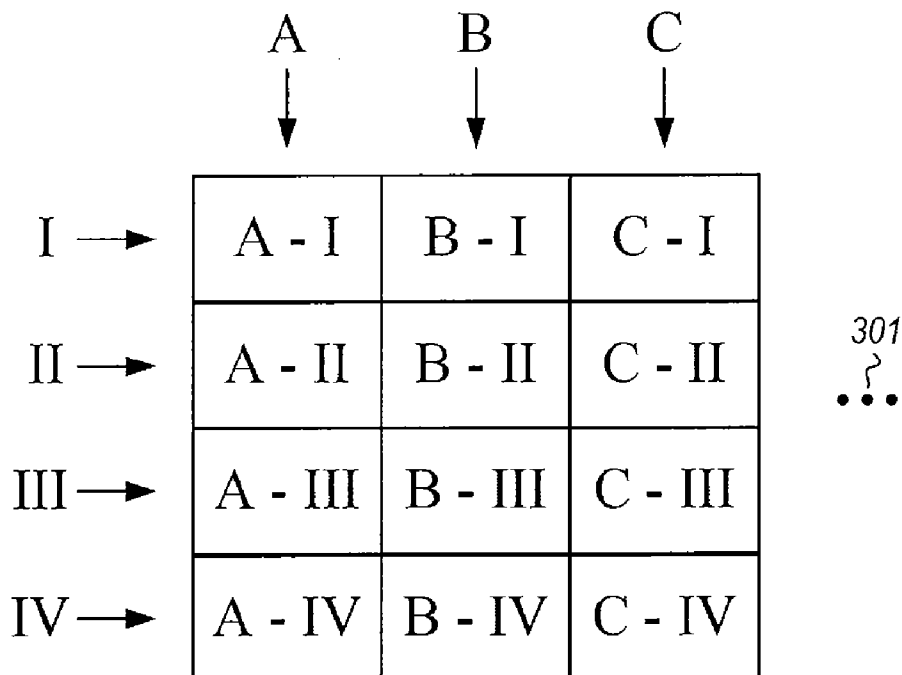 A B C
I A - I B - I C - I
301
II A - II B - II C - II
III A - III B - III C - III
IV A - IV B - IV C - IV